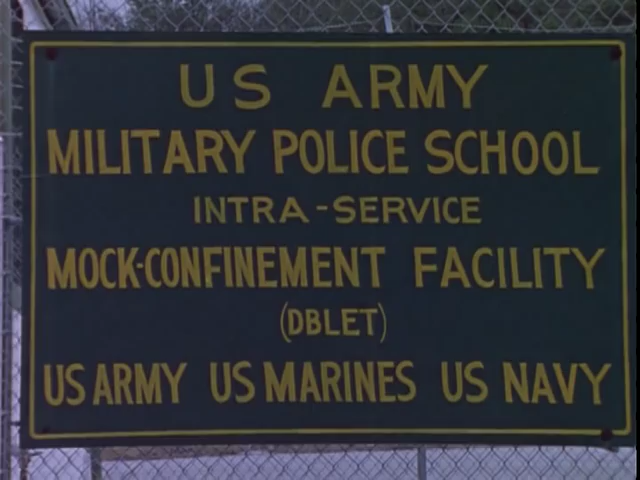 US ARMY
MILITARY POLICE SCHOOL
INTRA-SERVICE
MOCK-CONFINEMENT FACILITY
(DBLET)
US ARMY US MARINES US NAVY